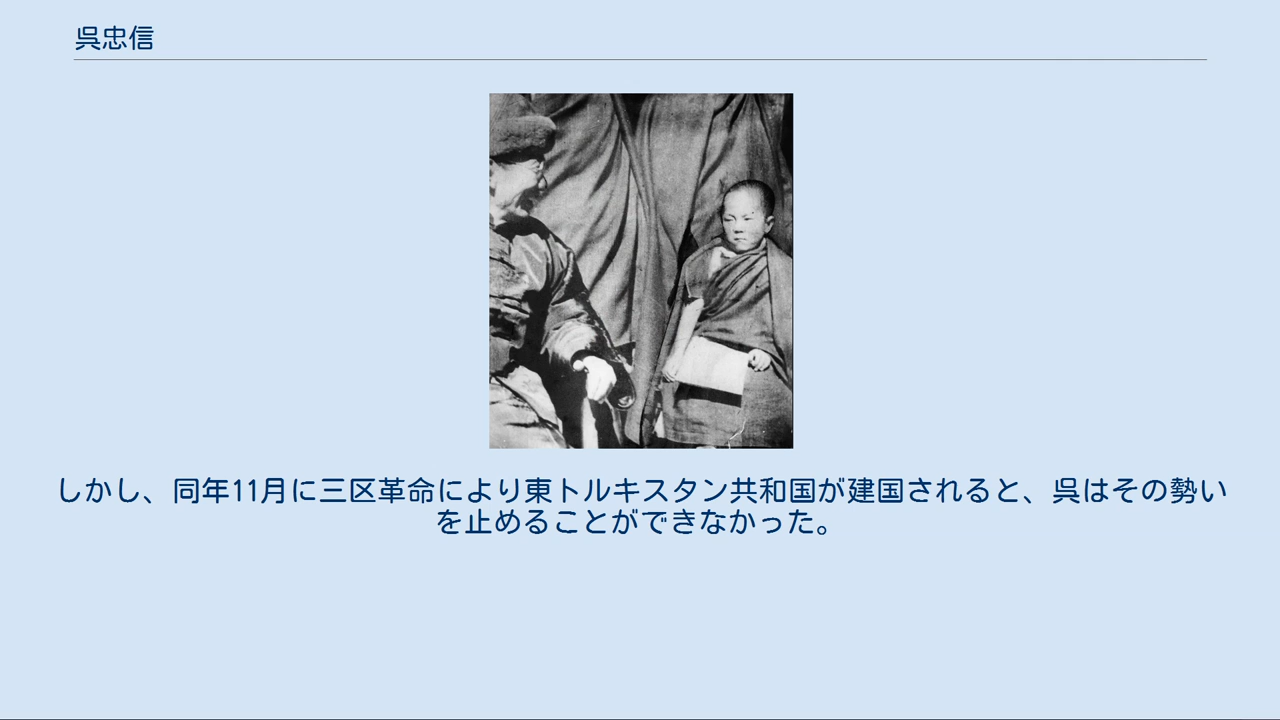 呉忠信
しかし、同年11月に三区革命により東トルキスタン共和国が建国されると、呉はその勢い
を止めることができなかった。